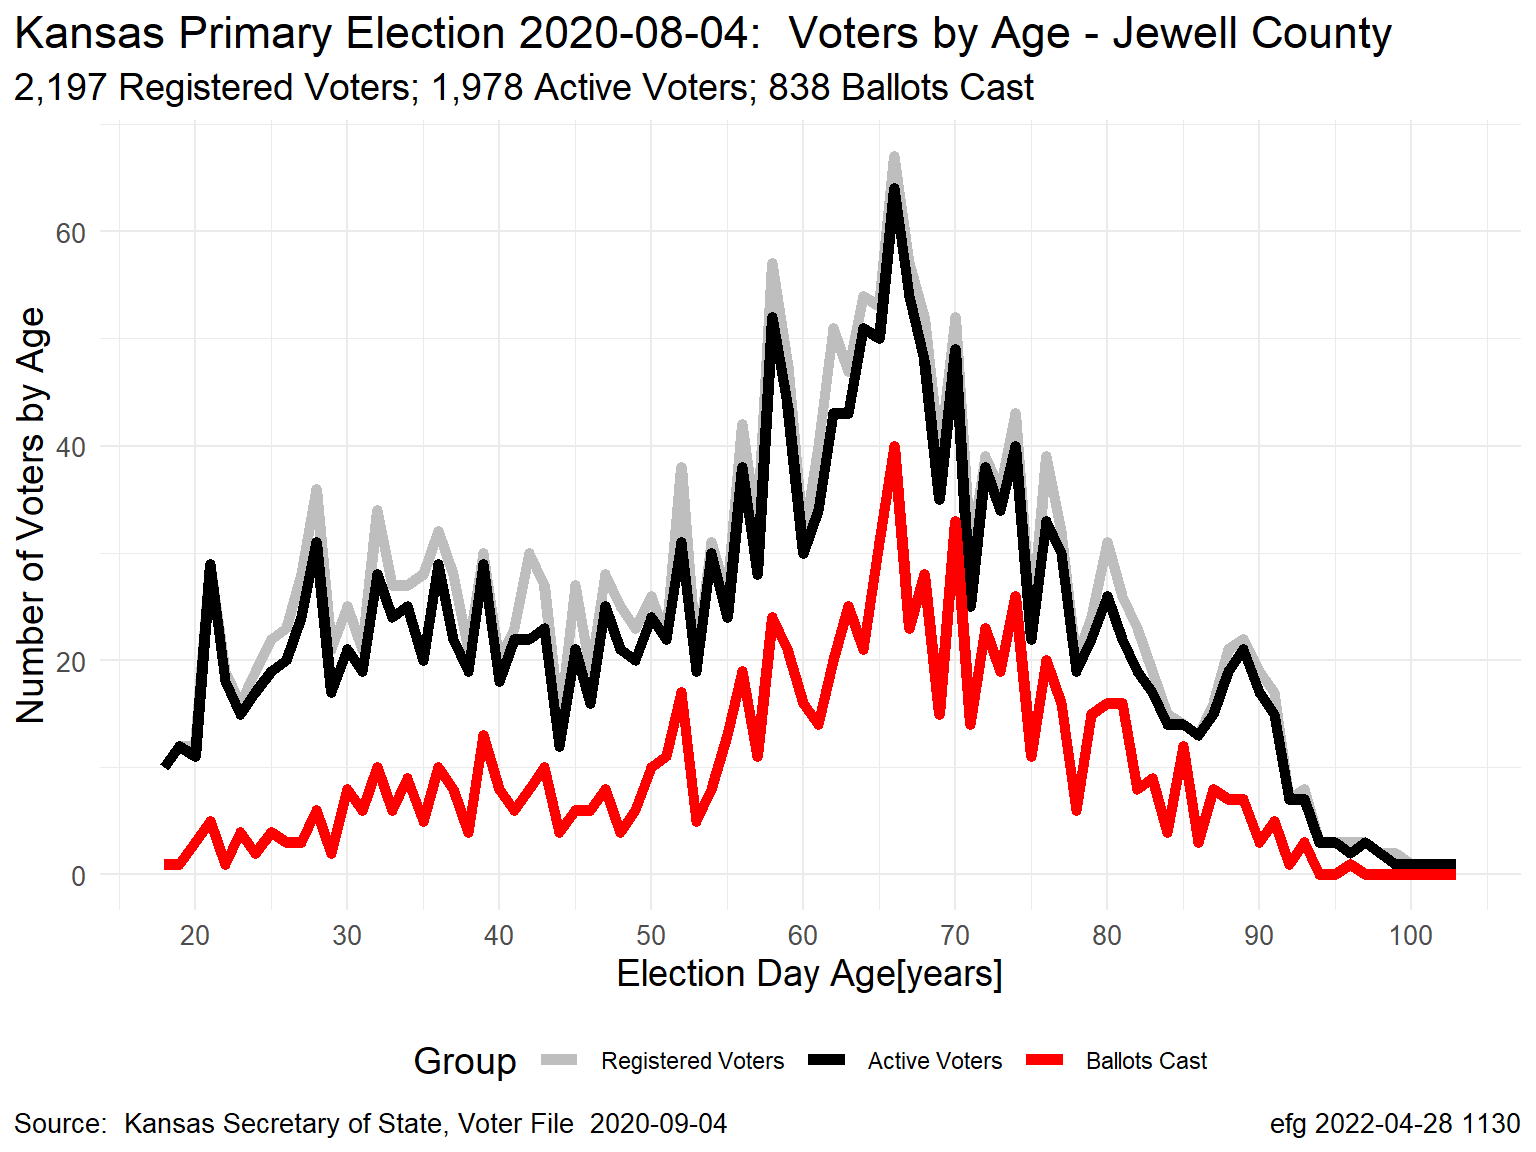 Kansas Primary Election 2020-08-04:  Voters by Age - Jewell County
2,197 Registered Voters; 1,978 Active Voters; 838 Ballots Cast
Number of Voters by Age
60
40
20
0
20 30 40 50 60 70 80 90 100
Election Day Age[years]
Group Registered Voters Active Voters Ballots Cast
Source:  Kansas Secretary of State, Voter File  2020-09-04
efg 2022-04-28 1130